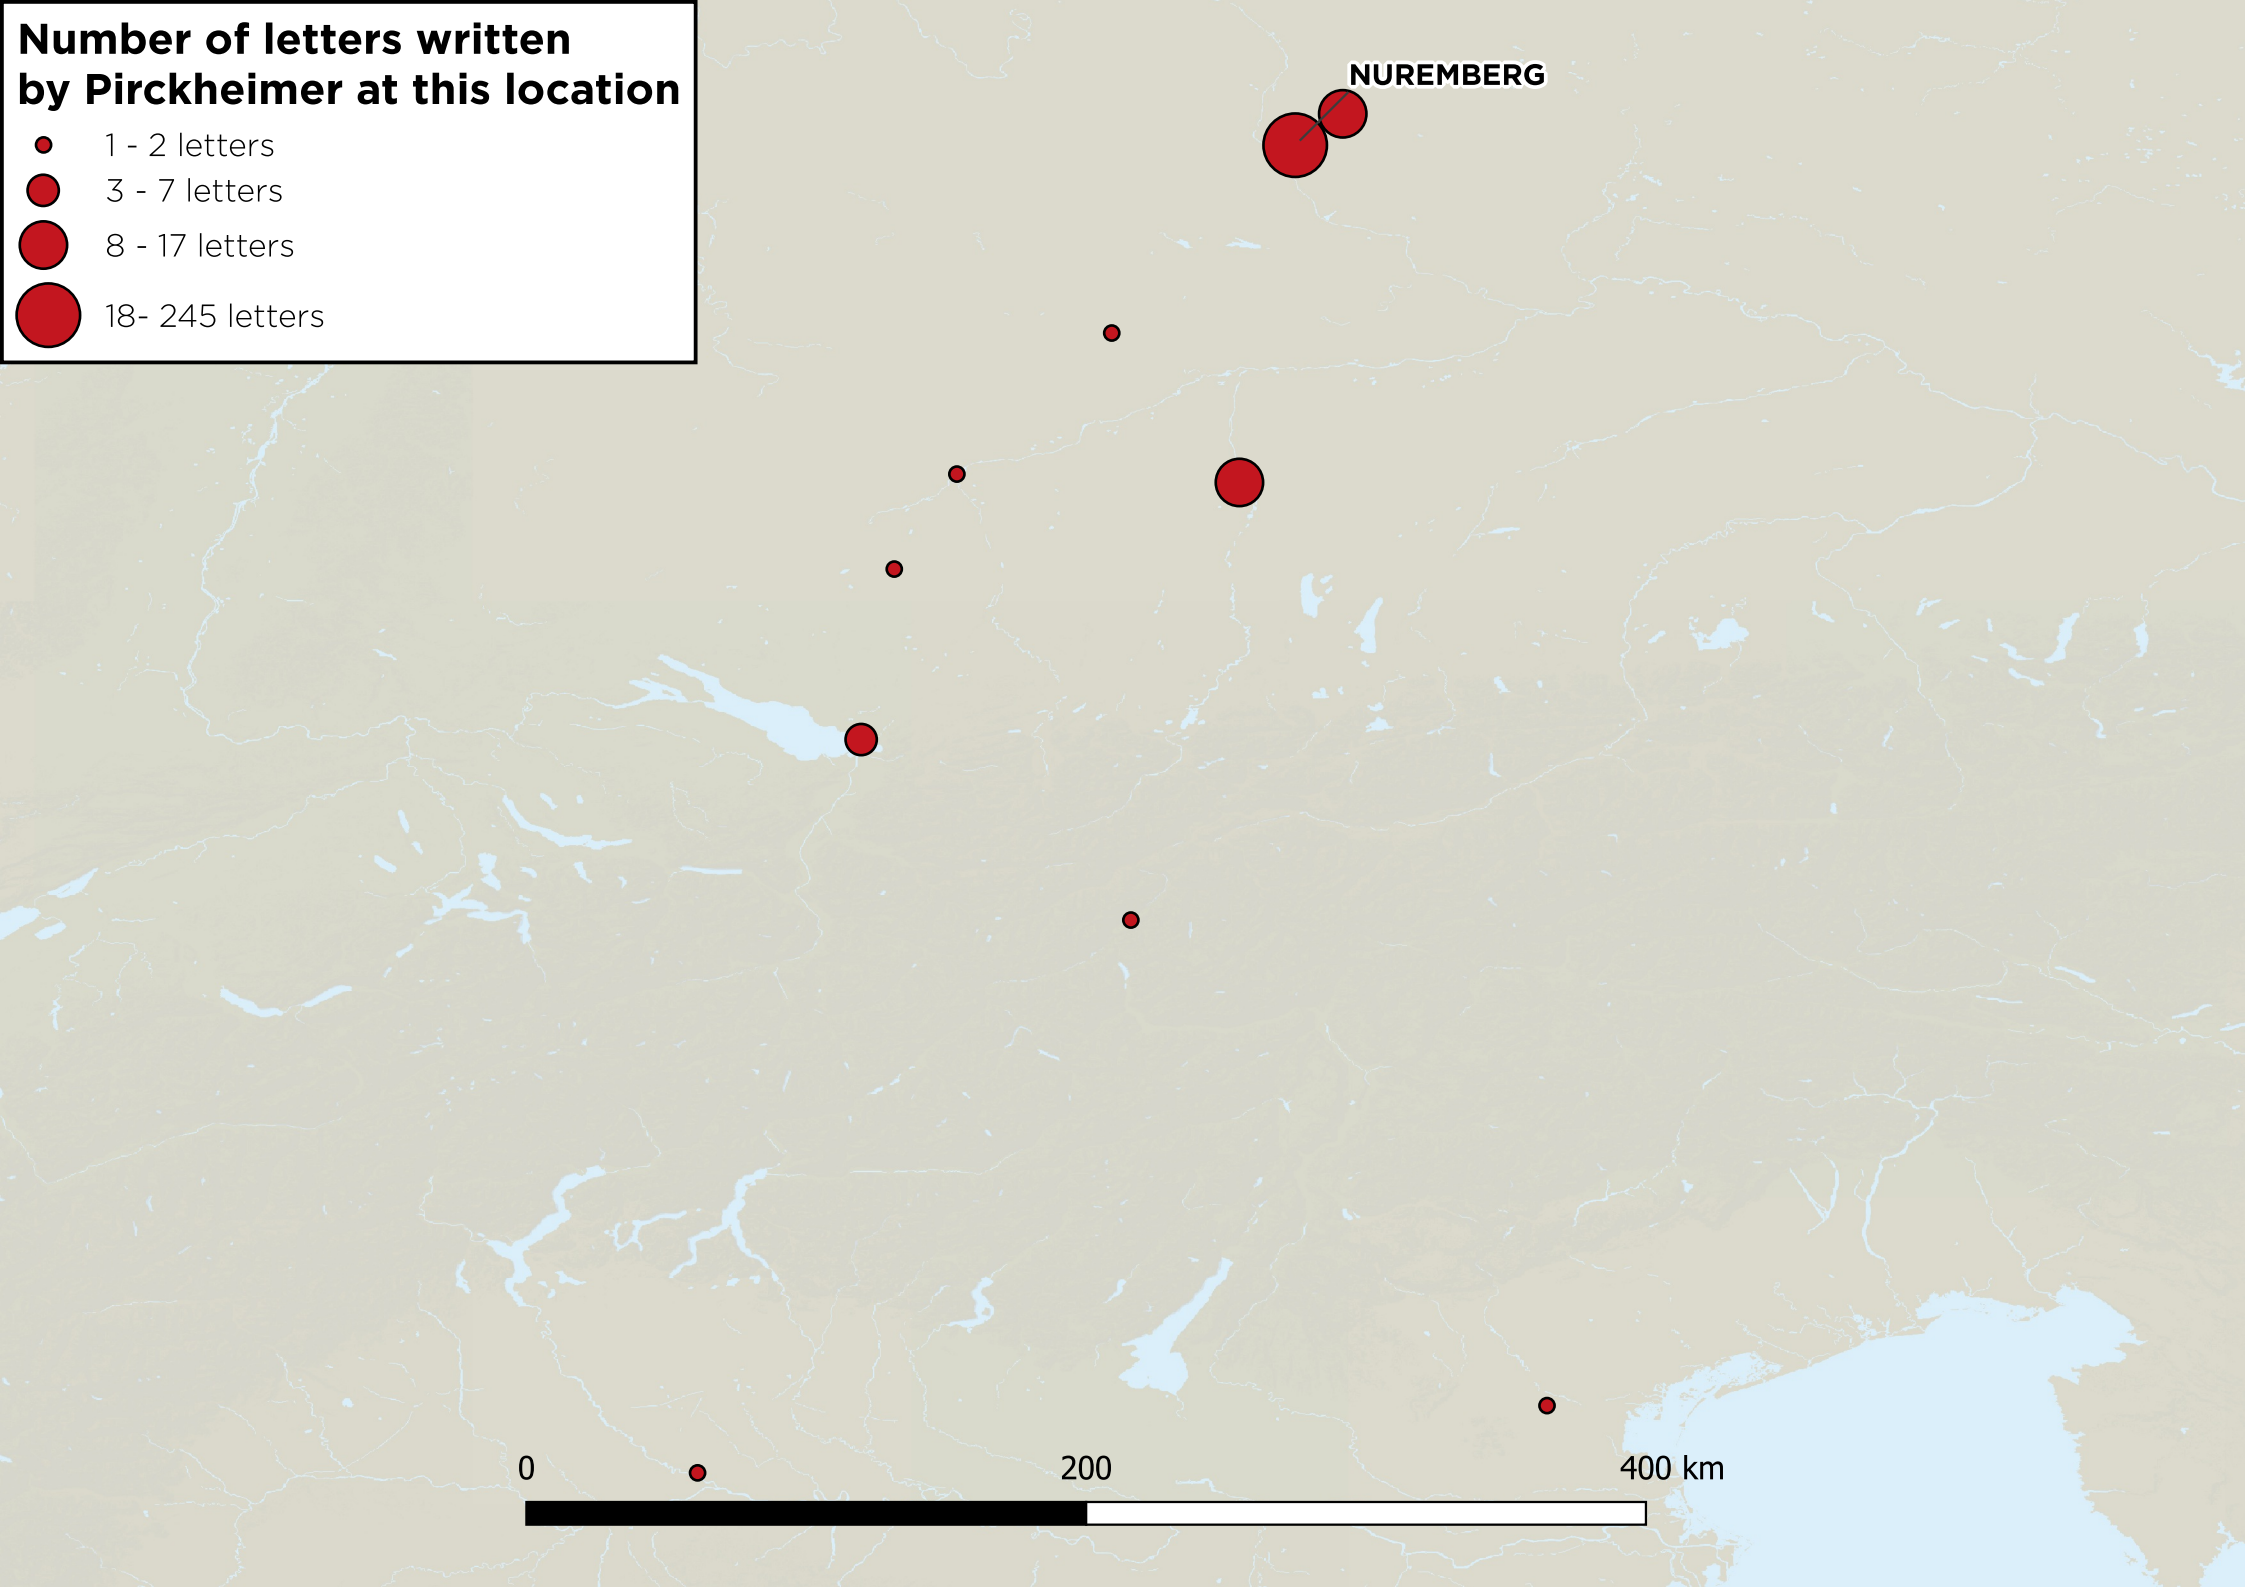 Number of letters written
by Pirckheimer at this location
1 - 2 letters
3 - 7 letters
8 - 17 letters
18- 245 letters
NUREMBERG
0 200 400 km